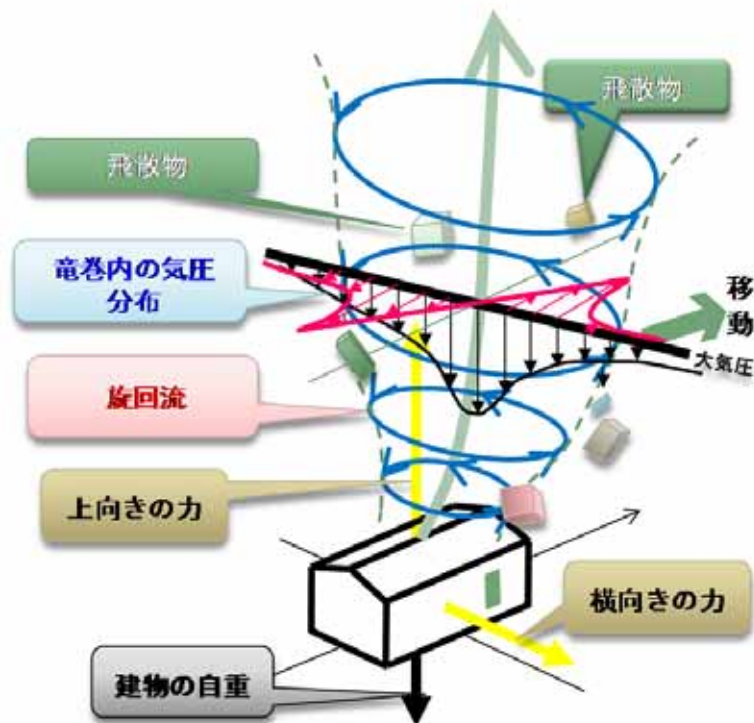 飛散物
飛散物
竜巻内の気圧
分布
移
動
大気圧
旋回流
上向きの力
横向きの力
建物の自重